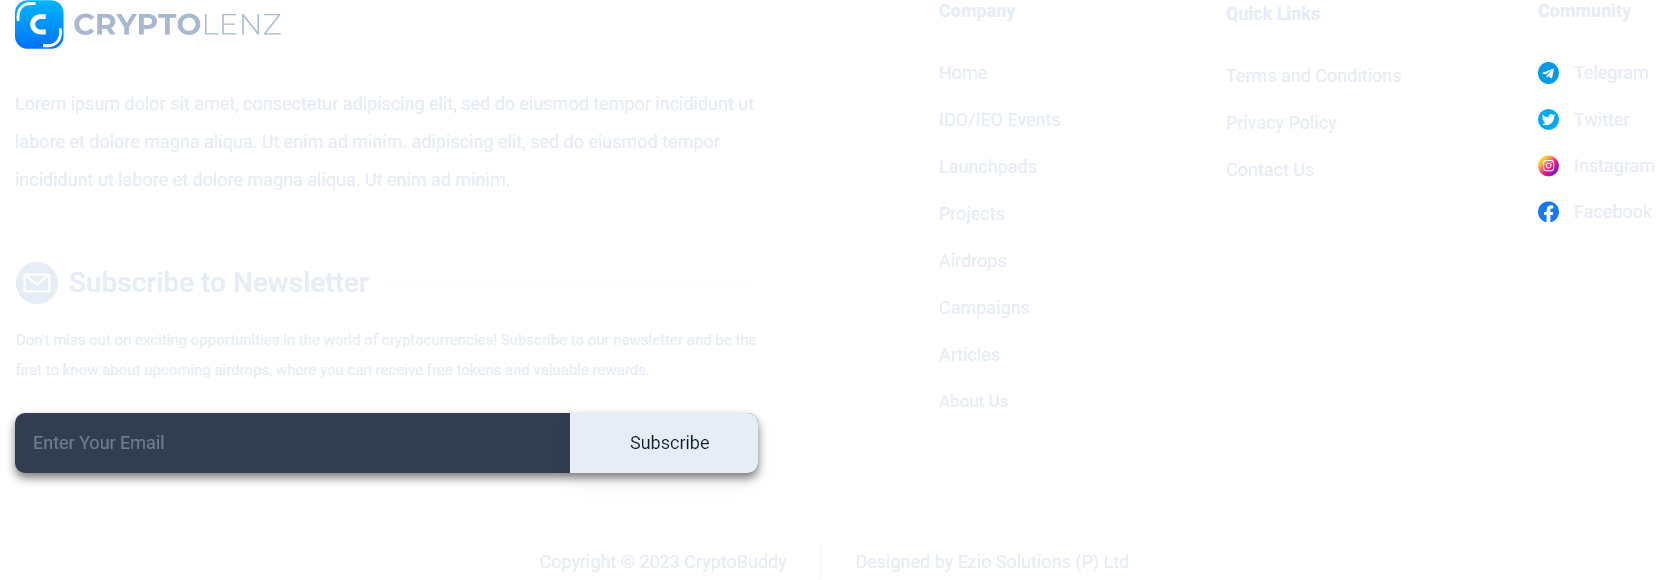 CRYPTOLENZ
Lorem ipsum dolor sit amet, consectetur adipiscing elit, sed do eiusmod tempor incididunt ut
labore et dolore magna aliqua. Ut enim ad minim. adipiscing elit, sed do eiusmod tempor
incididunt ut labore et dolore magna aliqua. Ut enim ad minim.
Subscribe to Newsletter
Don't miss out on exciting opportunities in the world of cryptocurrencies! Subscribe to our newsletter and be the
first to know about upcoming airdrops, where you can receive free tokens and valuable rewards.
Enter Your Email
Subscribe
Company
Home
IDO/IEO Events
Launchpads
Projects
Airdrops
Campaigns
Articles
About Us
Quick Links
Terms and Conditions
Privacy Policy
Contact Us
Community
Telegram
Twitter
Instagram
Facebook
Copyright © 2023 CryptoBuddy
Designed by Ezio Solutions (P) Ltd